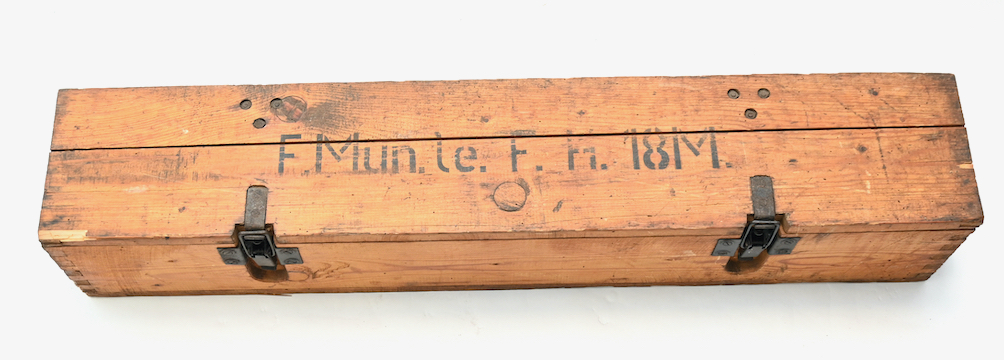 F. Mun. le. F. H. 18M.